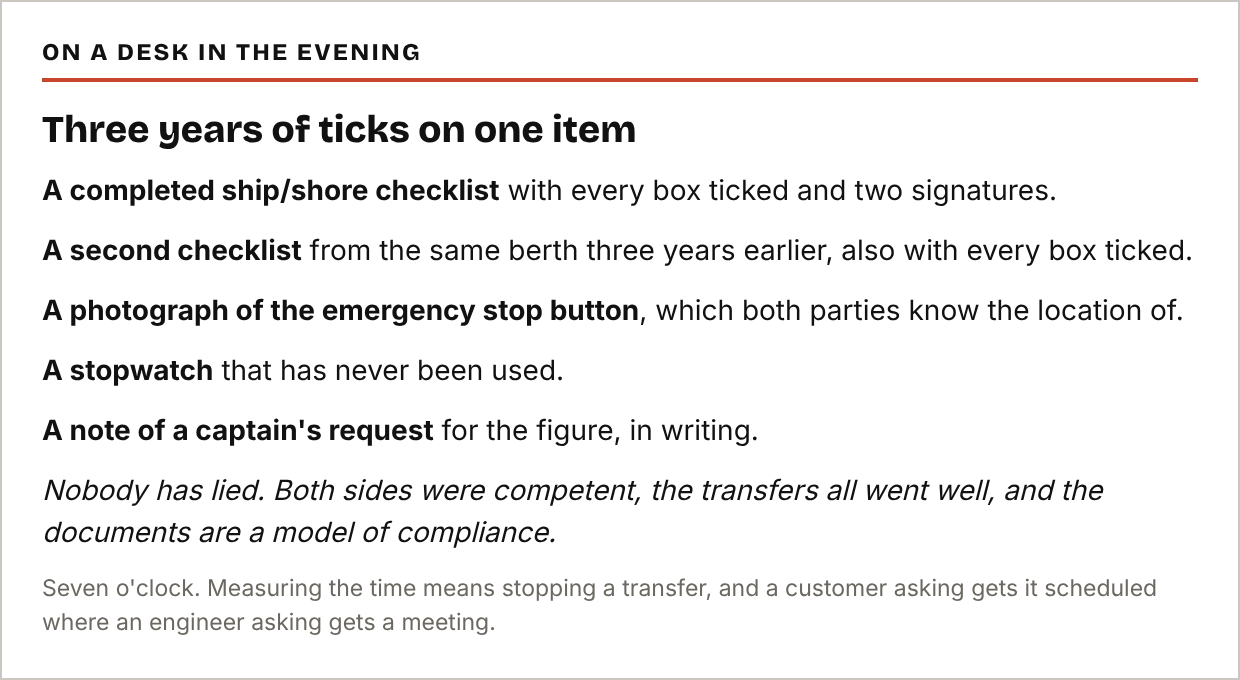 ON A DESK IN THE EVENING
Three years of ticks on one item
A completed ship/shore checklist with every box ticked and two signatures.
A second checklist from the same berth three years earlier, also with every box ticked.
A photograph of the emergency stop button, which both parties know the location of.
A stopwatch that has never been used.
A note of a captain's request for the figure, in writing.
Nobody has lied. Both sides were competent, the transfers all went well, and the
documents are a model of compliance.
Seven o'clock. Measuring the time means stopping a transfer, and a customer asking gets it scheduled
where an engineer asking gets a meeting.